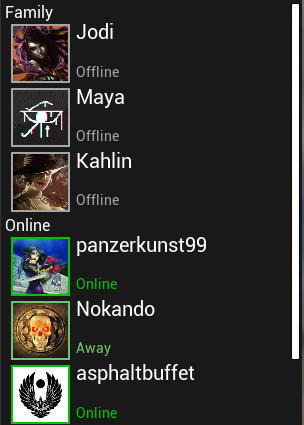 Family
Jodi
Offline
Maya
Offline
Kahlin
Offline
Online
panzerkunst99
Online
Nokando
Away
asphaltbuffet
Online